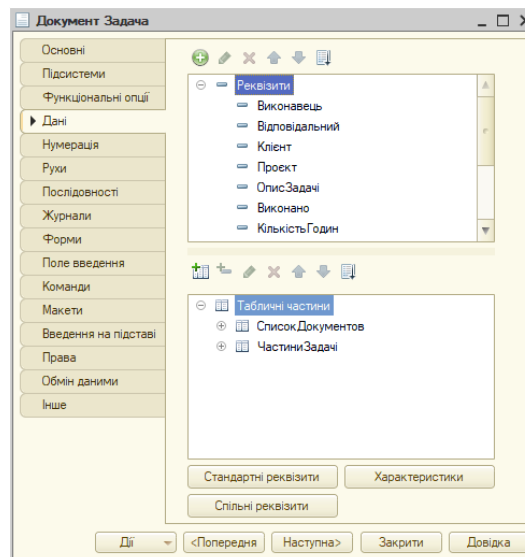 Документ Задача
Основні
Підсистеми
Функціональні опції
Дані
Нумерація
Рухи
Послідовності
Журнали
Форми
Поле введення
Команди
Макети
Введення на підставі
Права
Обмін даними
Інше
Реквізити
Виконавець
Відповідальний
Клієнт
Проєкт
ОписЗадачі
Виконано
КількістьГодин
Табличні частини
СписокДокументов
ЧастиниЗадачі
Стандартні реквізити
Характеристики
Спільні реквізити
Дії
<Попередня
Наступна>
Закрити
Довідка